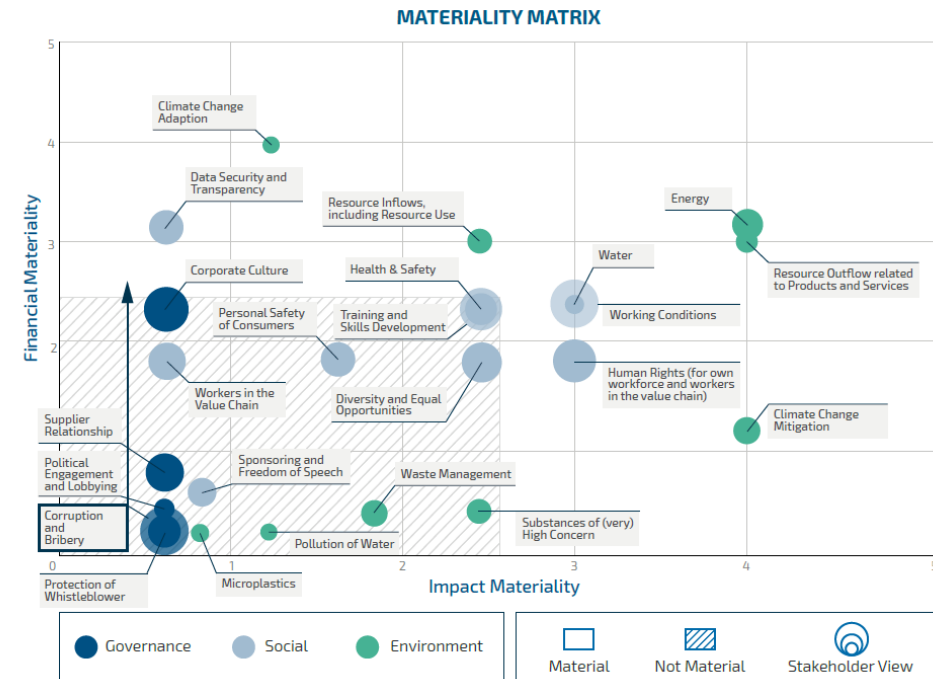 MATERIALITY MATRIX
5
Climate Change
Adaption
4
Data Security and
Transparency
Resource Inflows,
including Resource Use
Energy
3
Corporate Culture
Health & Safety
Water
Resource Outflow related
to Products and Services
Personal Safety
of Consumers
Training and
Skills Development
Working Conditions
Financial Materiality
2
Workers in the
Value Chain
Diversity and Equal
Opportunities
Human Rights (for own
workforce and workers
in the value chain)
Climate Change
Mitigation
Supplier
Relationship
Political
Engagement
and Lobbying
Sponsoring and
Freedom of Speech
Waste Management
Corruption
and
Bribery
Pollution of Water
Substances of (very)
High Concern
0
1
2
3
4
5
Protection of
Whistleblower
Microplastics
Impact Materiality
Governance
Social
Environment
Material
Not Material
Stakeholder View